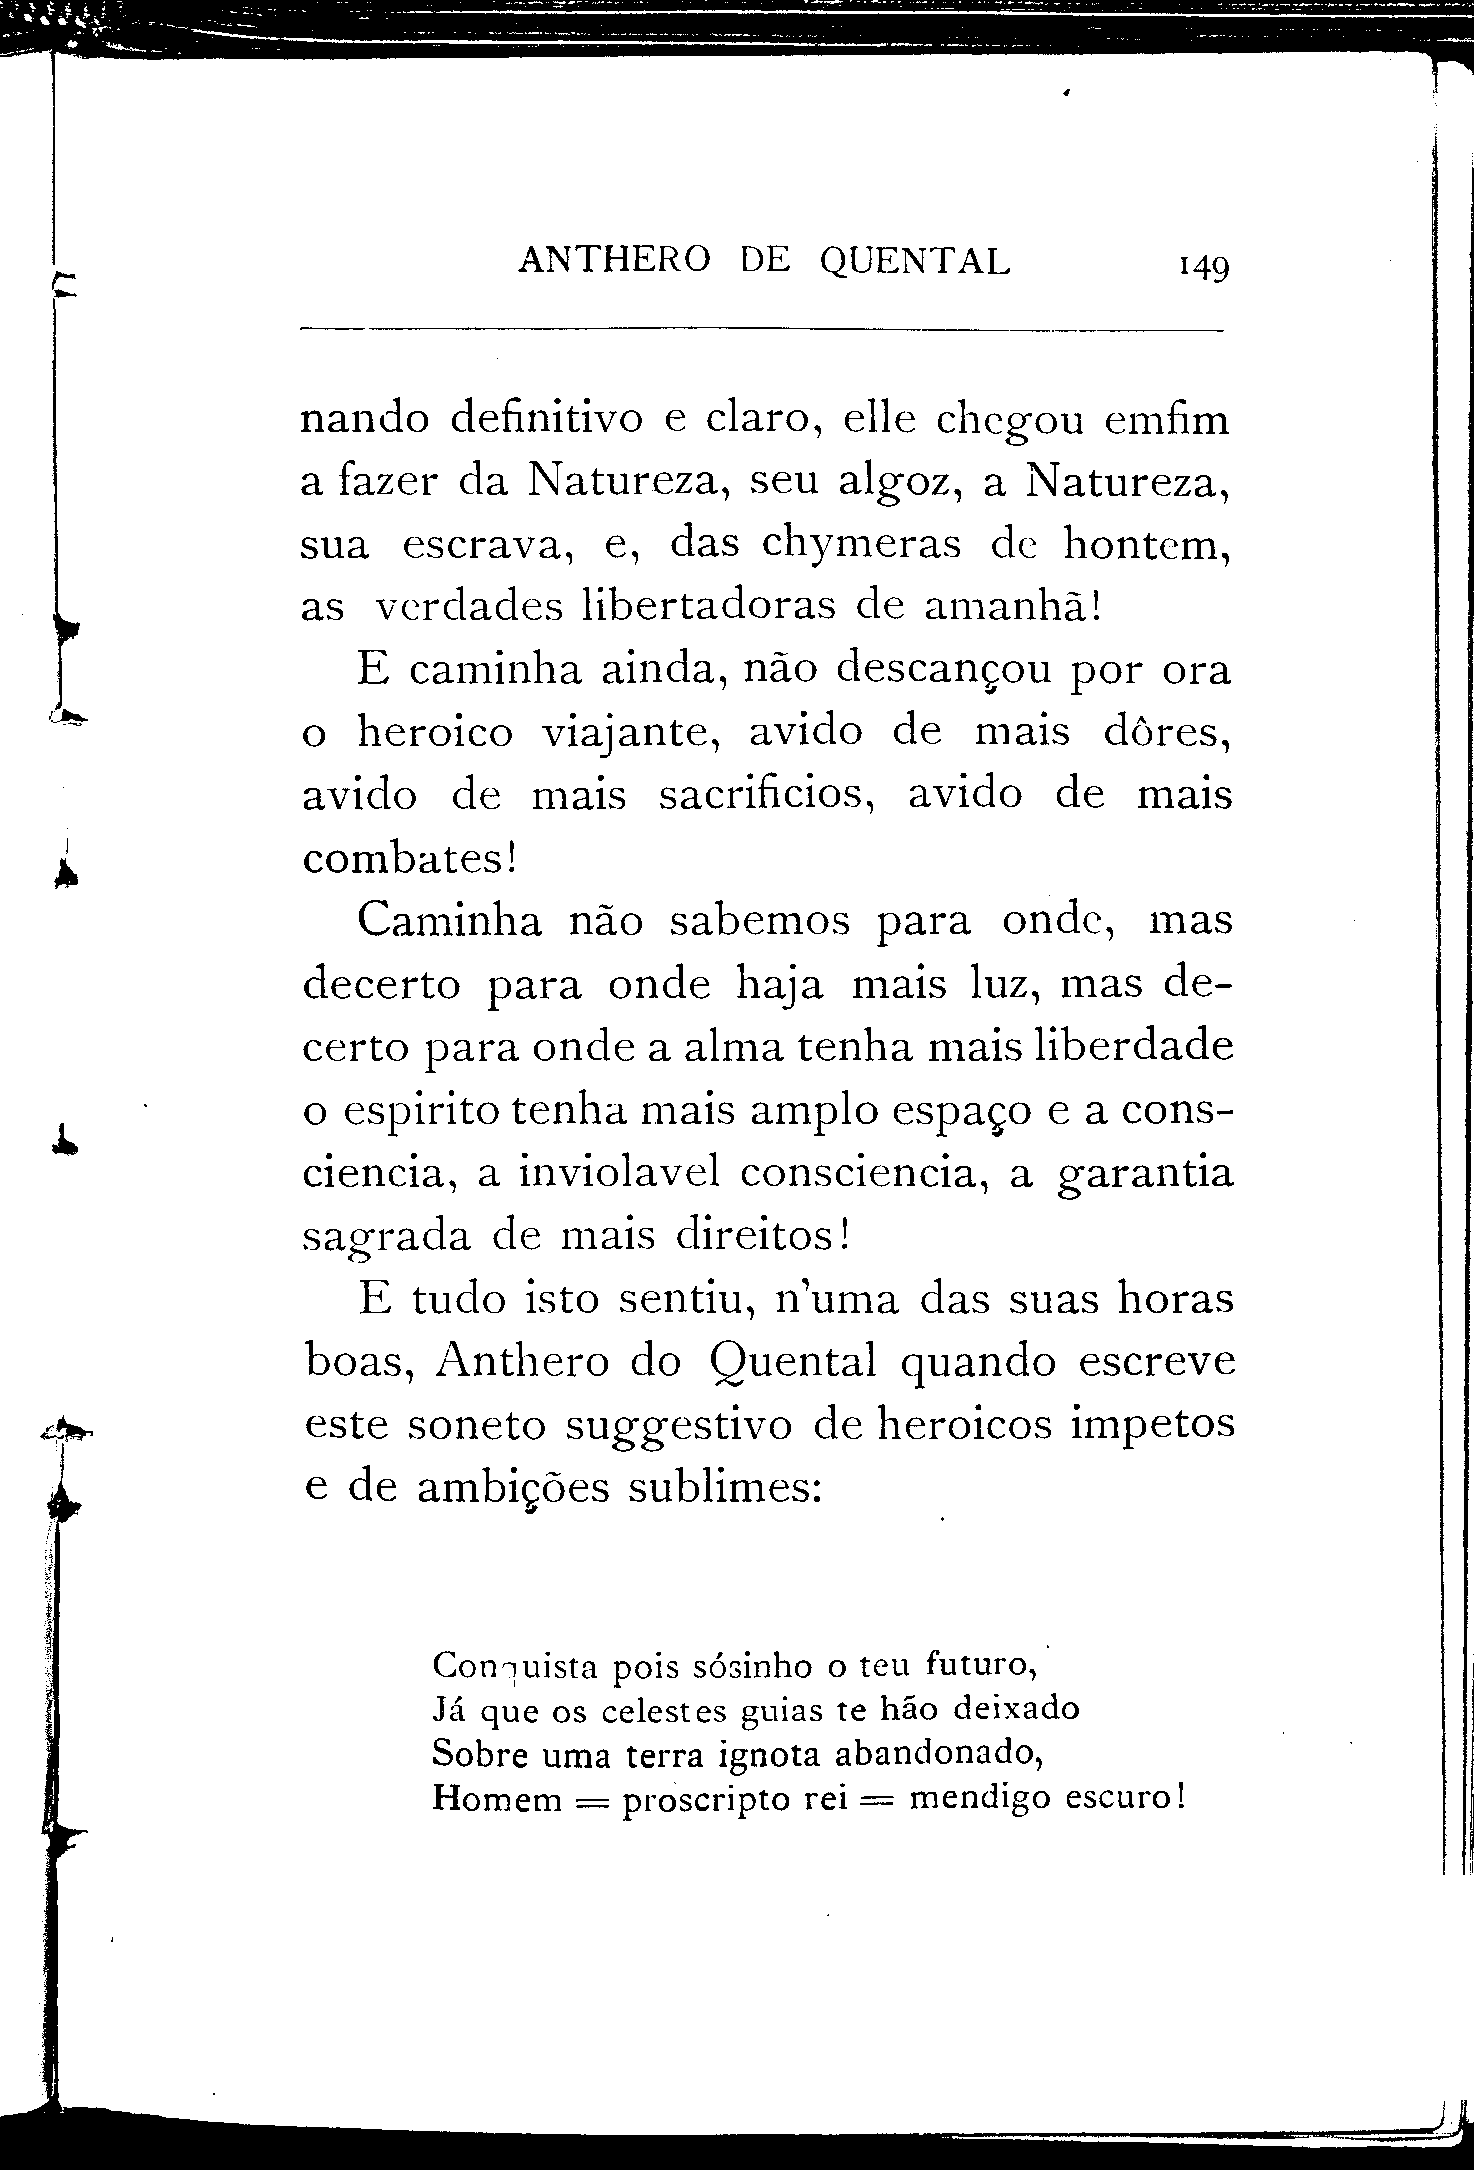 ANTHERO DE QUENTAL 149
nando definitivo e claro, elle chegou emfim
a fazer da Natureza, seu algoz, a Natureza,
sua escrava, e, das chymeras de hontem,
as verdades libertadoras de amanhã!
E caminha ainda, não descançou por ora
o heroico viajante, avido de mais dôres,
avido de mais sacrificios, avido de mais
combates!
Caminha não sabemos para onde, mas
decerto para onde haja mais luz, mas de-
certo para onde a alma tenha mais liberdade
o espirito tenha mais amplo espaço e a cons-
ciencia, a inviolavel consciencia, a garantia
sagrada de mais direitos!
E tudo isto sentiu, n'uma das suas horas
boas, Anthero do Quental quando escreve
este soneto suggestivo de heroicos impetos
e de ambições sublimes:
Conquista pois sósinho o teu futuro,
Já que os celestes guias te hão deixado
Sobre uma terra ignota abandonado,
Homem = proscripto rei = mendigo escuro!